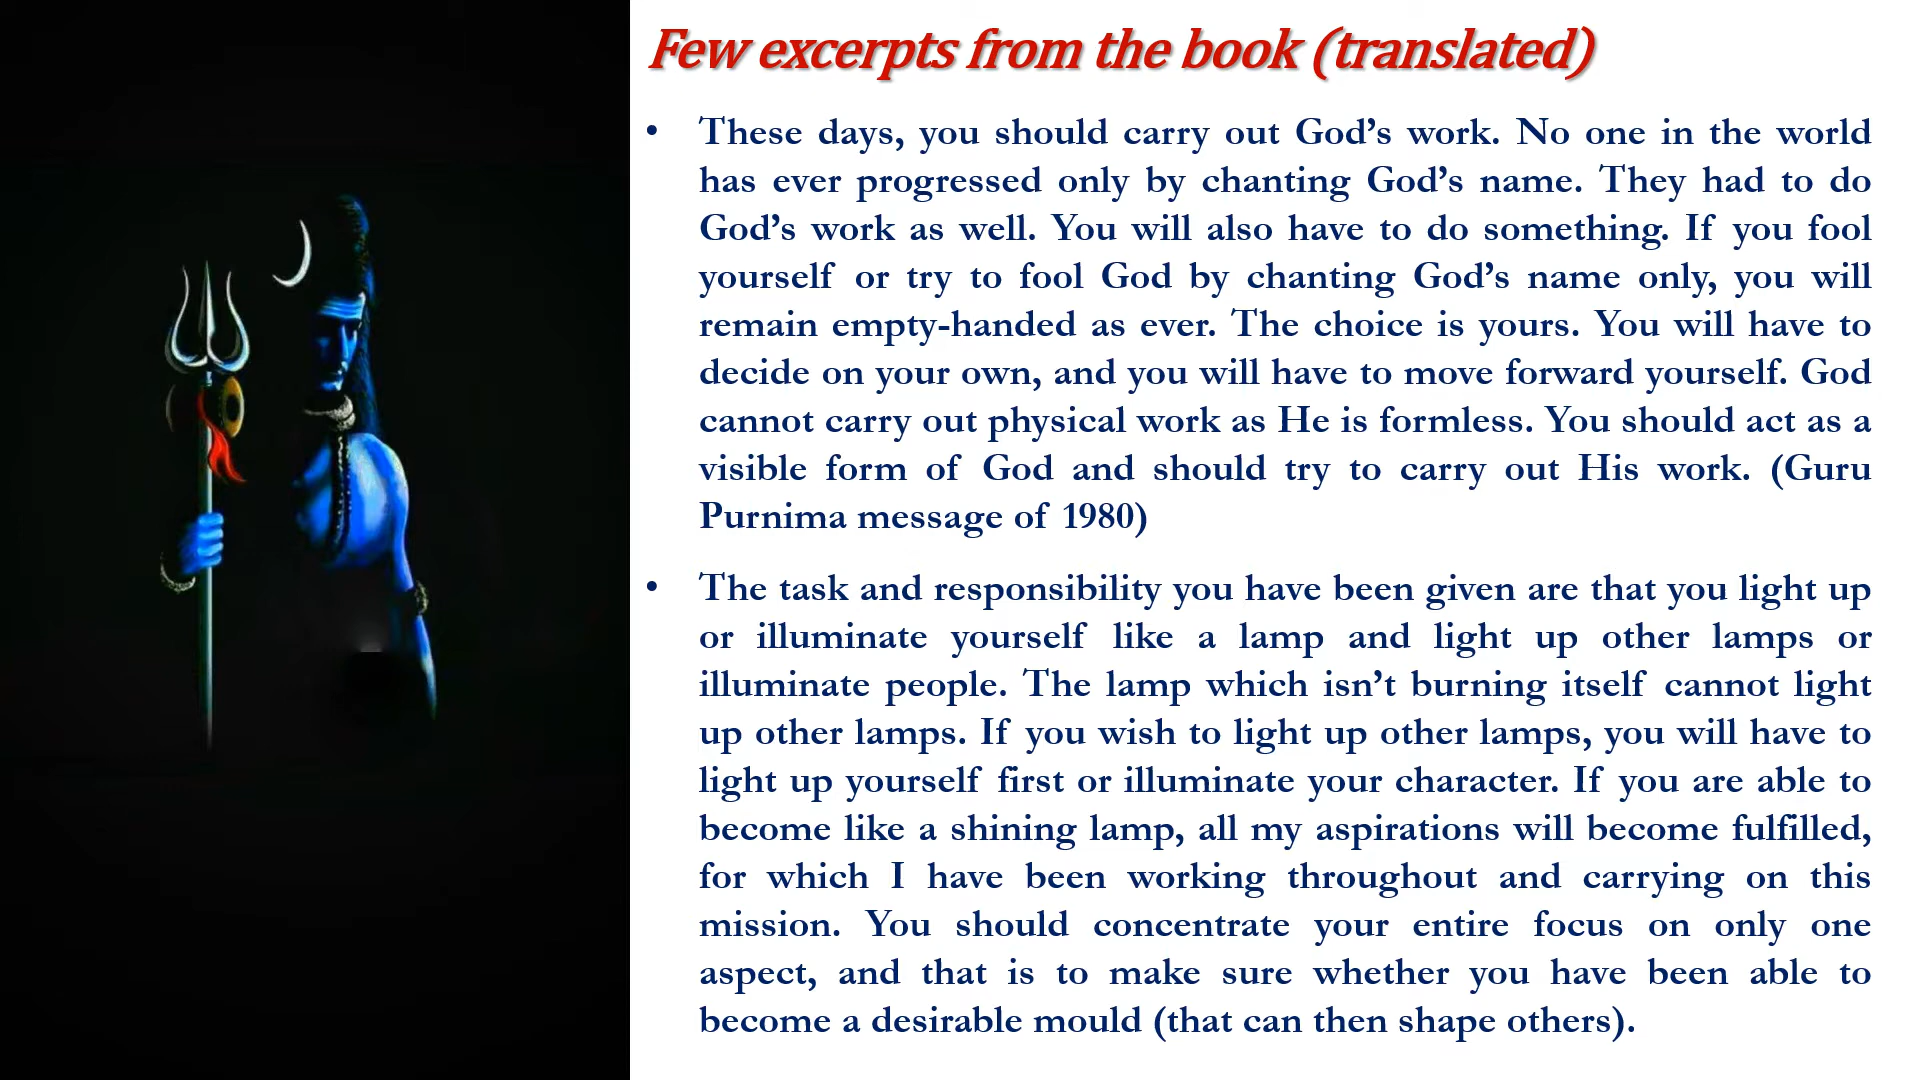 Few excerpts from the book (translated)
• These days, you should carry out God’s work. No one in the world
has ever progressed only by chanting God’s name. They had to do
God’s work as well. You will also have to do something. If you fool
yourself or try to fool God by chanting God’s name only, you will
remain empty-handed as ever. The choice is yours. You will have to
decide on your own, and you will have to move forward yourself. God
cannot carry out physical work as He is formless. You should act as a
visible form of God and should try to carry out His work. (Guru
Purnima message of 1980)
• The task and responsibility you have been given are that you light up
or illuminate yourself like a lamp and light up other lamps or
illuminate people. The lamp which isn’t burning itself cannot light
up other lamps. If you wish to light up other lamps, you will have to
light up yourself first or illuminate your character. If you are able to
become like a shining lamp, all my aspirations will become fulfilled,
for which I have been working throughout and carrying on this
mission. You should concentrate your entire focus on only one
aspect, and that is to make sure whether you have been able to
become a desirable mould (that can then shape others).